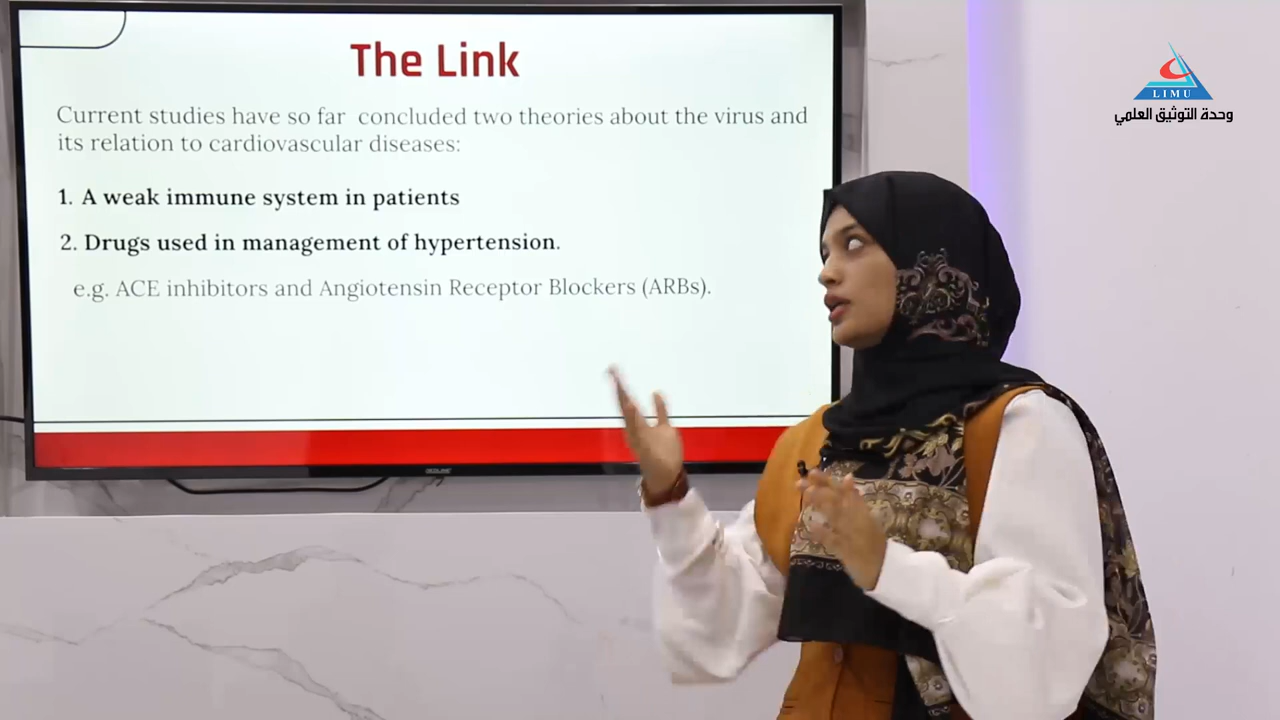 The Link
Current studies have so far concluded two theories about the virus and
its relation to cardiovascular diseases:
1. A weak immune system in patients
2. Drugs used in management of hypertension.
e.g. ACE inhibitors and Angiotensin Receptor Blockers (ARBs).
LIMU
وحدة التوثيق العلمي